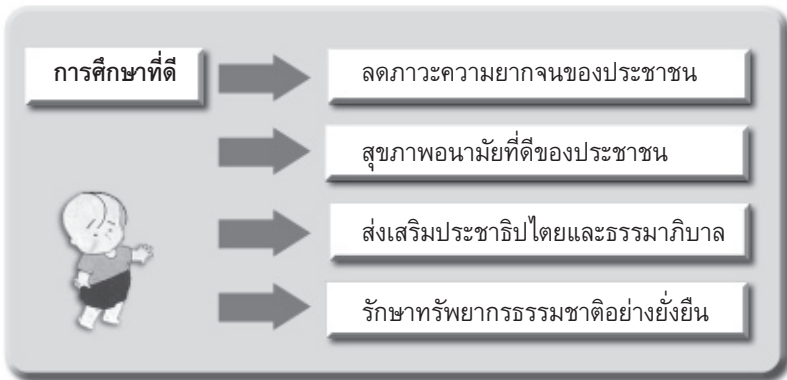 การศึกษาที่ดี
ลดภาวะความยากจนของประชาชน
สุขภาพอนามัยที่ดีของประชาชน
ส่งเสริมประชาธิปไตยและธรรมาภิบาล
รักษาทรัพยากรธรรมชาติอย่างยั่งยืน